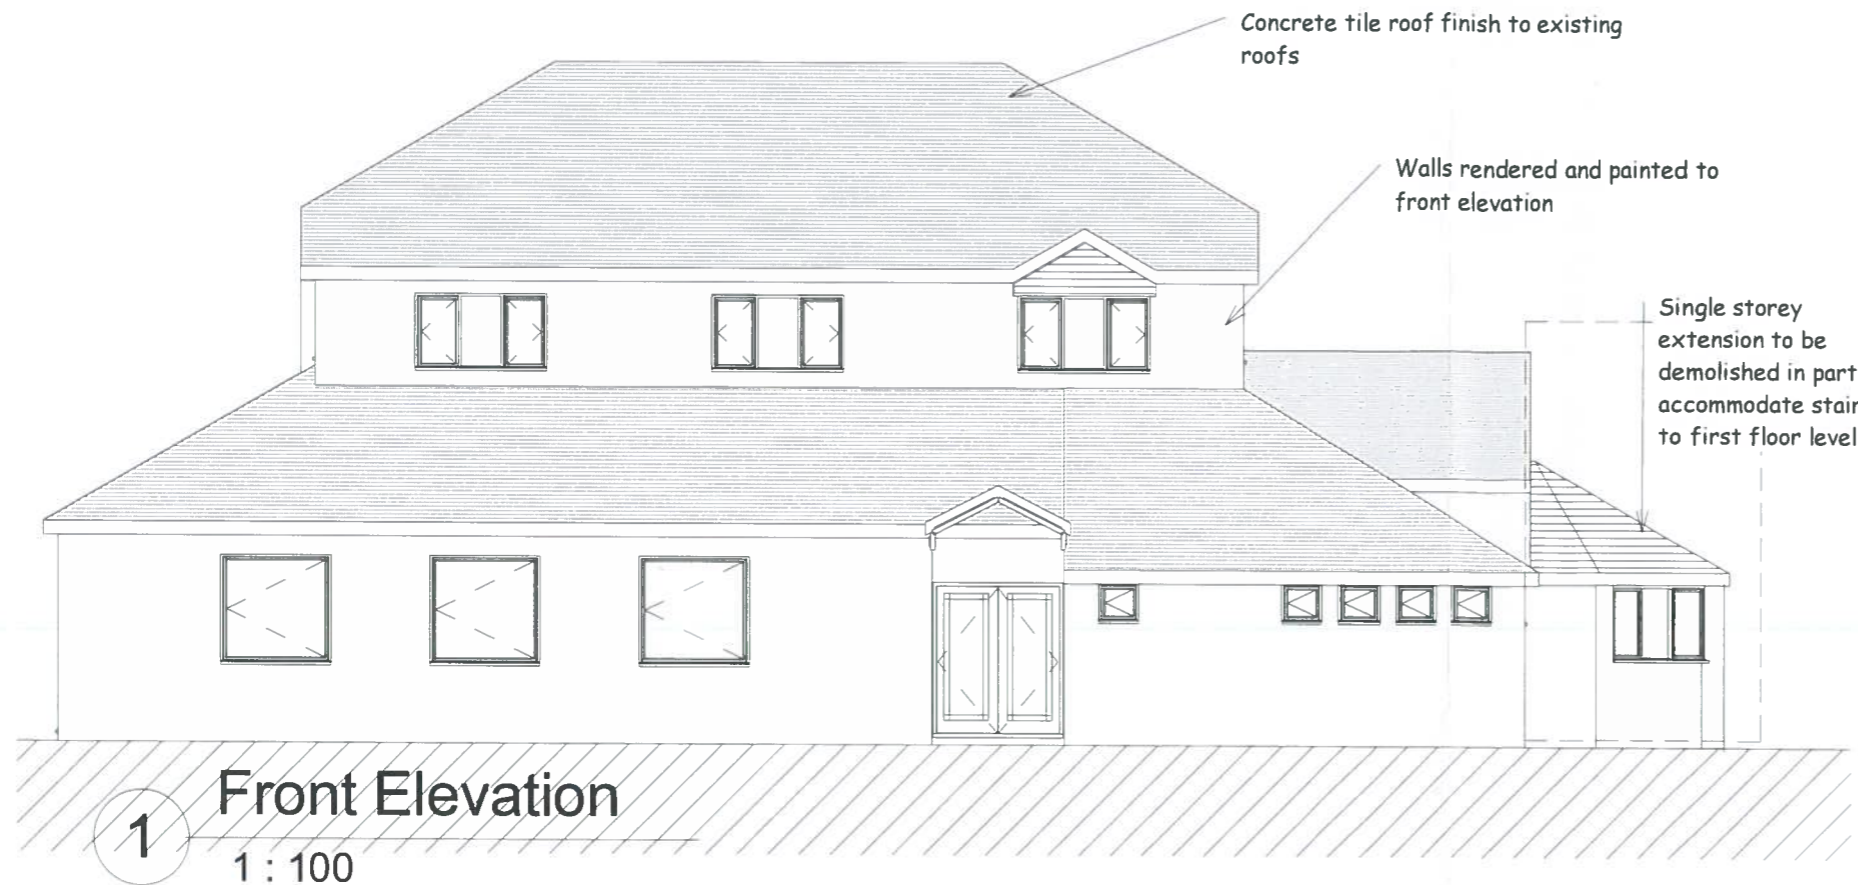 Concrete tile roof finish to existing
roofs
Walls rendered and painted to
front elevation
Single storey
extension to be
demolished in part
accommodate stair
to first floor level
Front Elevation
1
1 : 100